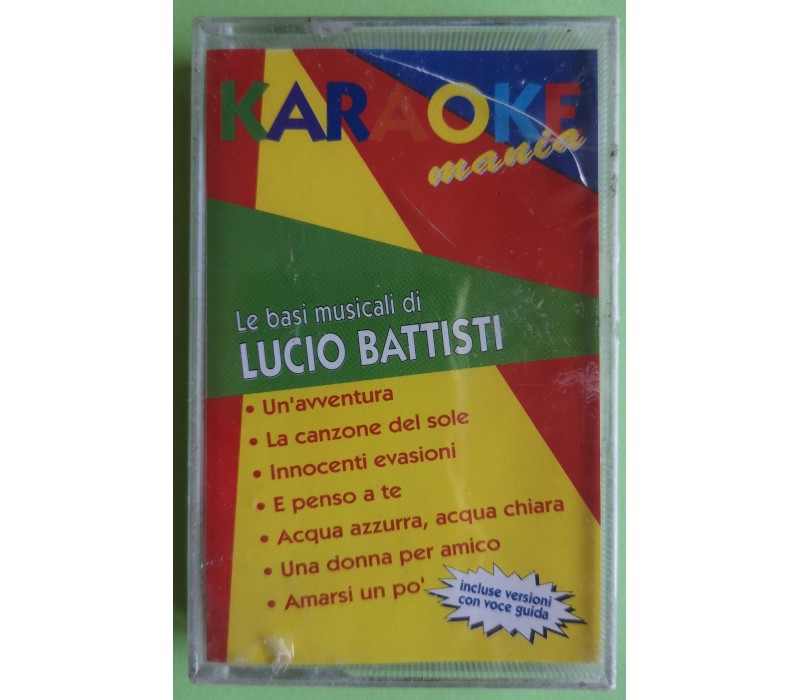 KARAOKE
mania
Le basi musicali di
LUCIO BATTISTI
• Un'avventura
• La canzone del sole
• Innocenti evasioni
• E penso a te
• Acqua azzurra, acqua chiara
• Una donna per amico
• Amarsi un po'
incluse versioni
con voce guida